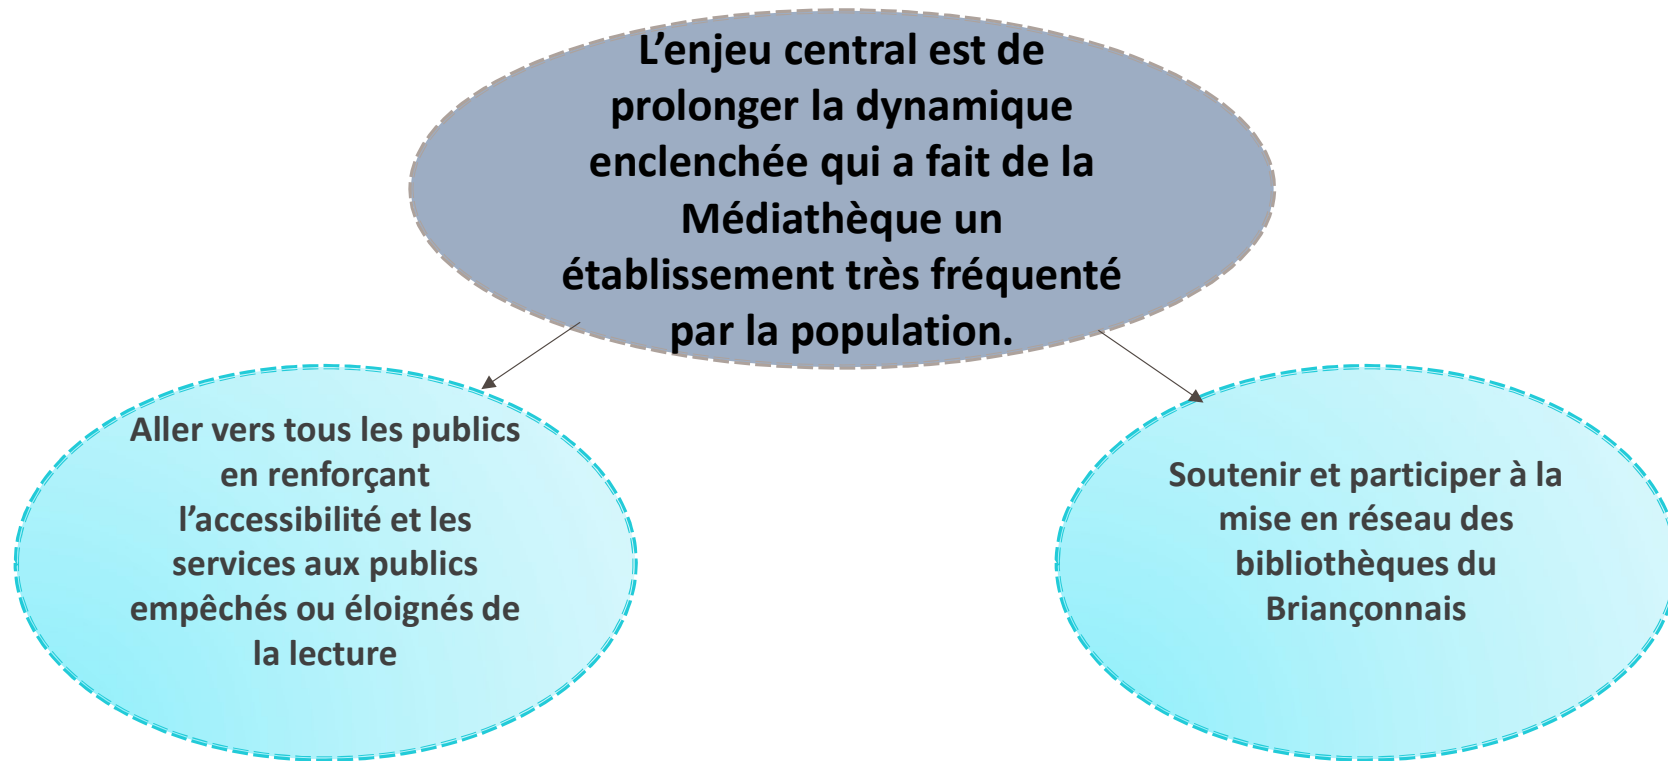 L’enjeu central est de
prolonger la dynamique
enclenchée qui a fait de la
Médiathèque un
établissement très fréquenté
par la population.
Aller vers tous les publics
en renforçant
l’accessibilité et les
services aux publics
empêchés ou éloignés de
la lecture
Soutenir et participer à la
mise en réseau des
bibliothèques du
Briançonnais